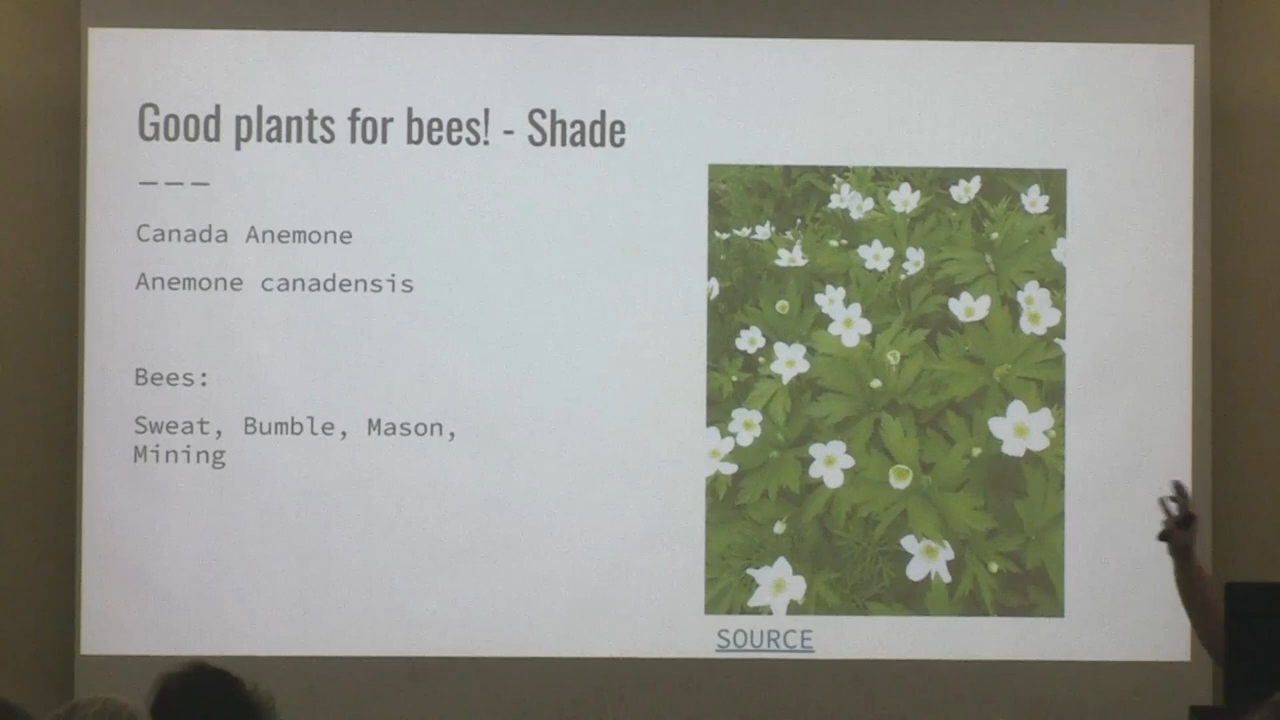 Good plants for bees! - Shade
Canada Anemone
Anemone canadensis
Bees:
Sweat, Bumble, Mason,
Mining
SOURCE